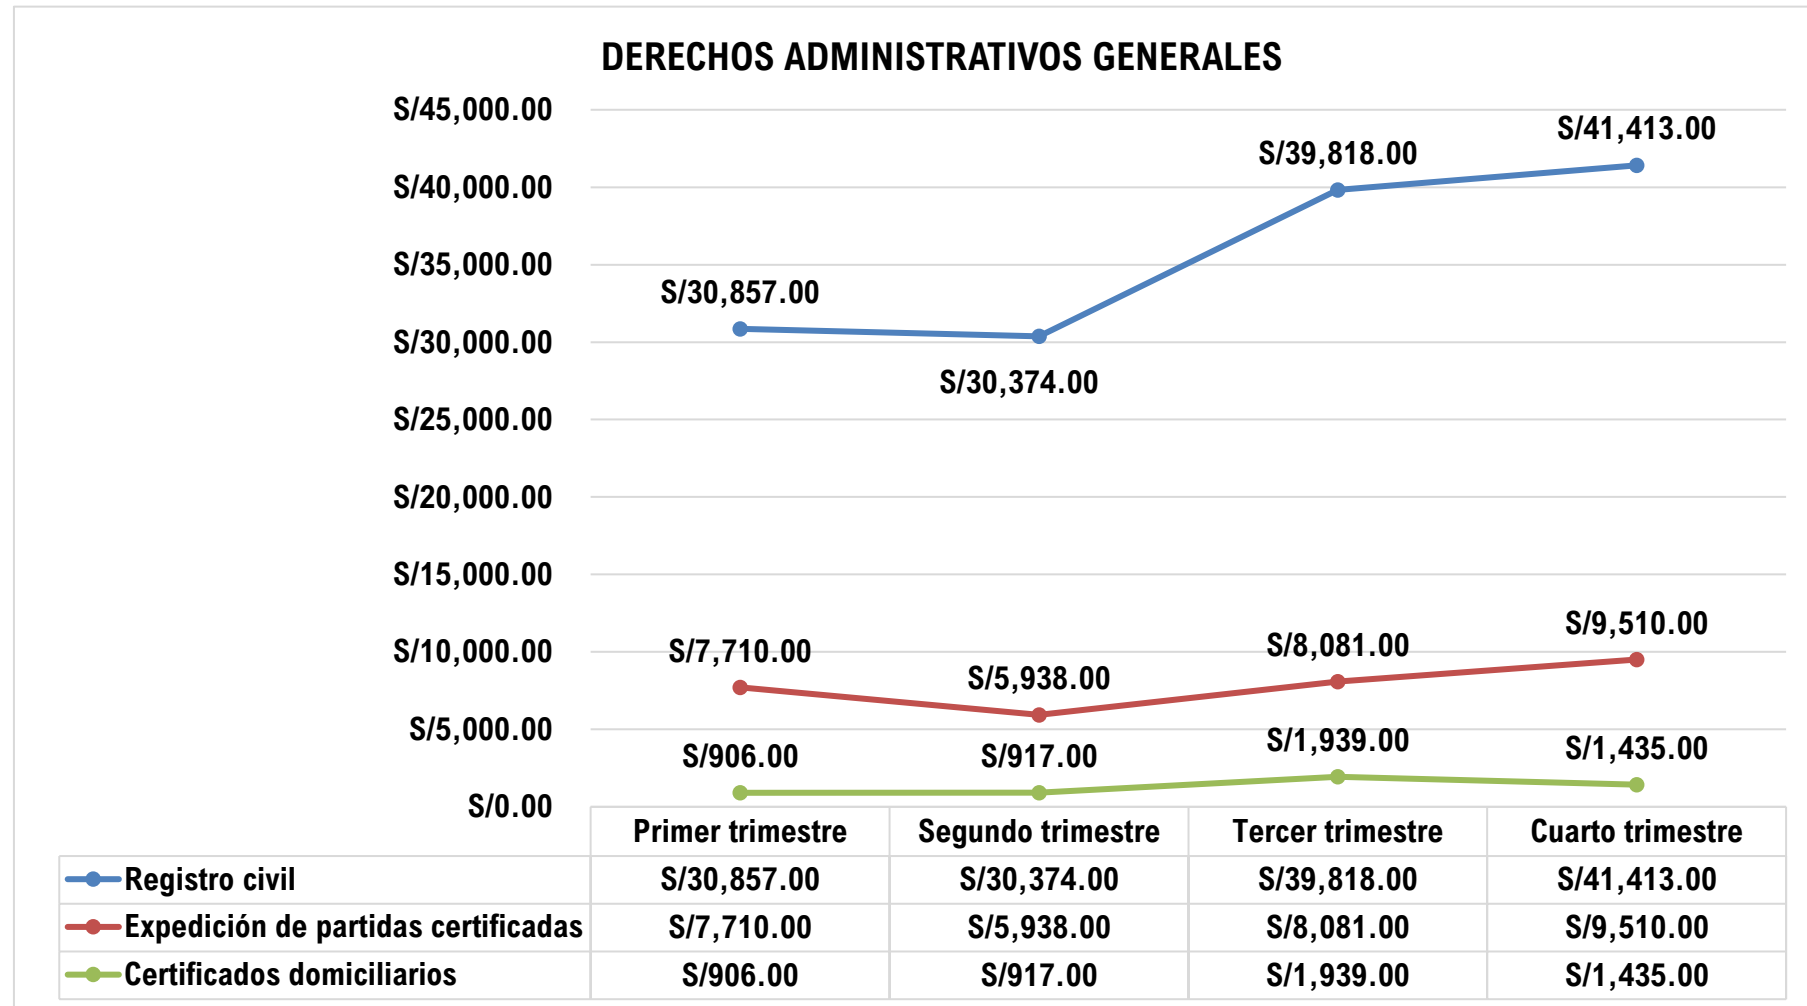 DERECHOS ADMINISTRATIVOS GENERALES
S/45,000.00
S/40,000.00
S/35,000.00
S/30,000.00
S/25,000.00
S/20,000.00
S/15,000.00
S/10,000.00
S/5,000.00
S/0.00
S/30,857.00
S/30,374.00
S/39,818.00
S/41,413.00
S/7,710.00
S/5,938.00
S/8,081.00
S/9,510.00
S/906.00
S/917.00
S/1,939.00
S/1,435.00
Primer trimestre Segundo trimestre Tercer trimestre Cuarto trimestre
Registro civil S/30,857.00 S/30,374.00 S/39,818.00 S/41,413.00
Expedición de partidas certificadas S/7,710.00 S/5,938.00 S/8,081.00 S/9,510.00
Certificados domiciliarios S/906.00 S/917.00 S/1,939.00 S/1,435.00